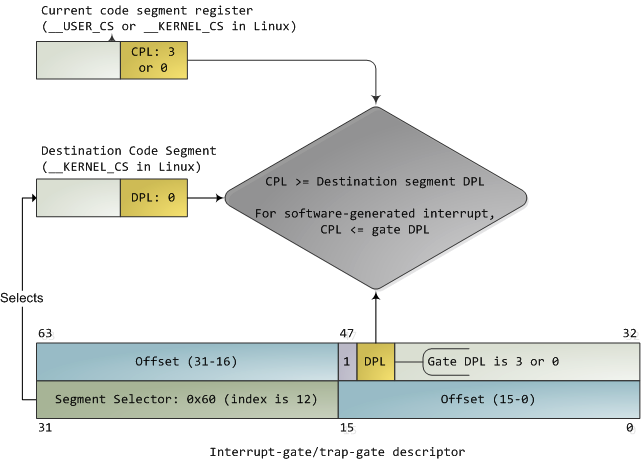 Current code segment register
(__USER_CS or __KERNEL_CS in Linux)
CPL: 3
or 0
Destination Code Segment
(__KERNEL_CS in Linux)
DPL: 0
CPL >= Destination segment DPL
For software-generated interrupt,
CPL <= gate DPL
Selects
63 47 32
Offset (31-16) 1 DPL Gate DPL is 3 or 0
Segment Selector: 0x60 (index is 12) Offset (15-0)
31 15 0
Interrupt-gate/trap-gate descriptor